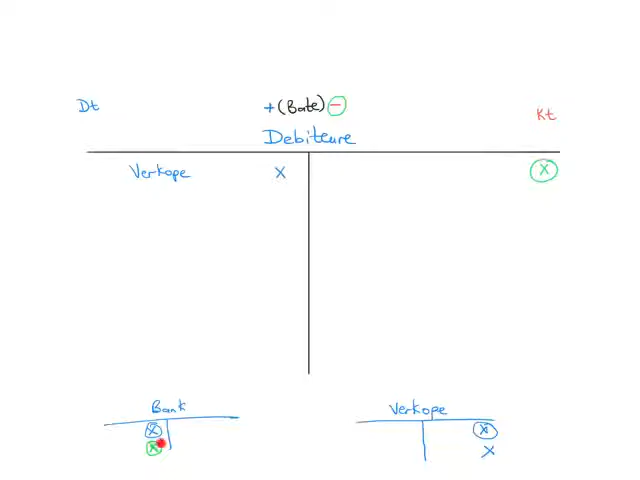 Dt + (Bate) - Kt
Debiteure
Verkope X X
Bank Verkope
X X
X X